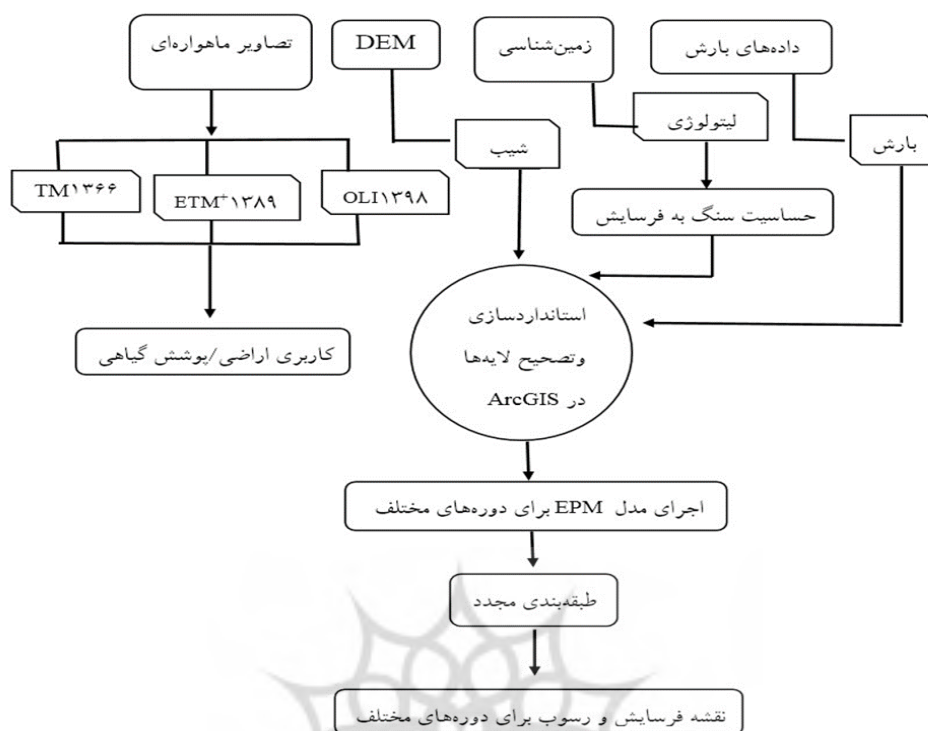 داده‌های بارش
زمین‌شناسی
DEM
تصاویر ماهواره‌ای
بارش
لیتولوژی
شیب
OLI۱۳۹۸
ETM+۱۳۸۹
TM۱۳۶۶
حساسیت سنگ به فرسایش
استانداردسازی
وتصحیح لایه‌ها
در ArcGIS
کاربری اراضی/پوشش گیاهی
اجرای مدل EPM برای دوره‌های مختلف
طبقه‌بندی مجدد
نقشه فرسایش و رسوب برای دوره‌های مختلف